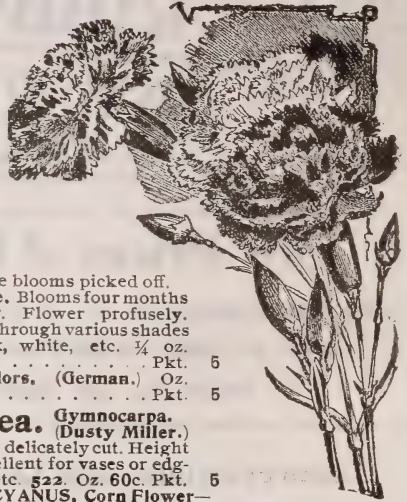 e blooms picked off.
e. Blooms four months
Flower profusely.
hrough various shades
white, etc. ¼ oz.
. . . . . . . . . . Pkt. 5
lors. (German.) Oz.
. . . . . . . . . . Pkt. 5
ea. Gymnocarpa.
(Dusty Miller.)
delicately cut. Height
ellent for vases or edg-
etc. 522. Oz. 60c. Pkt. 5
CYANUS, Corn Flower—